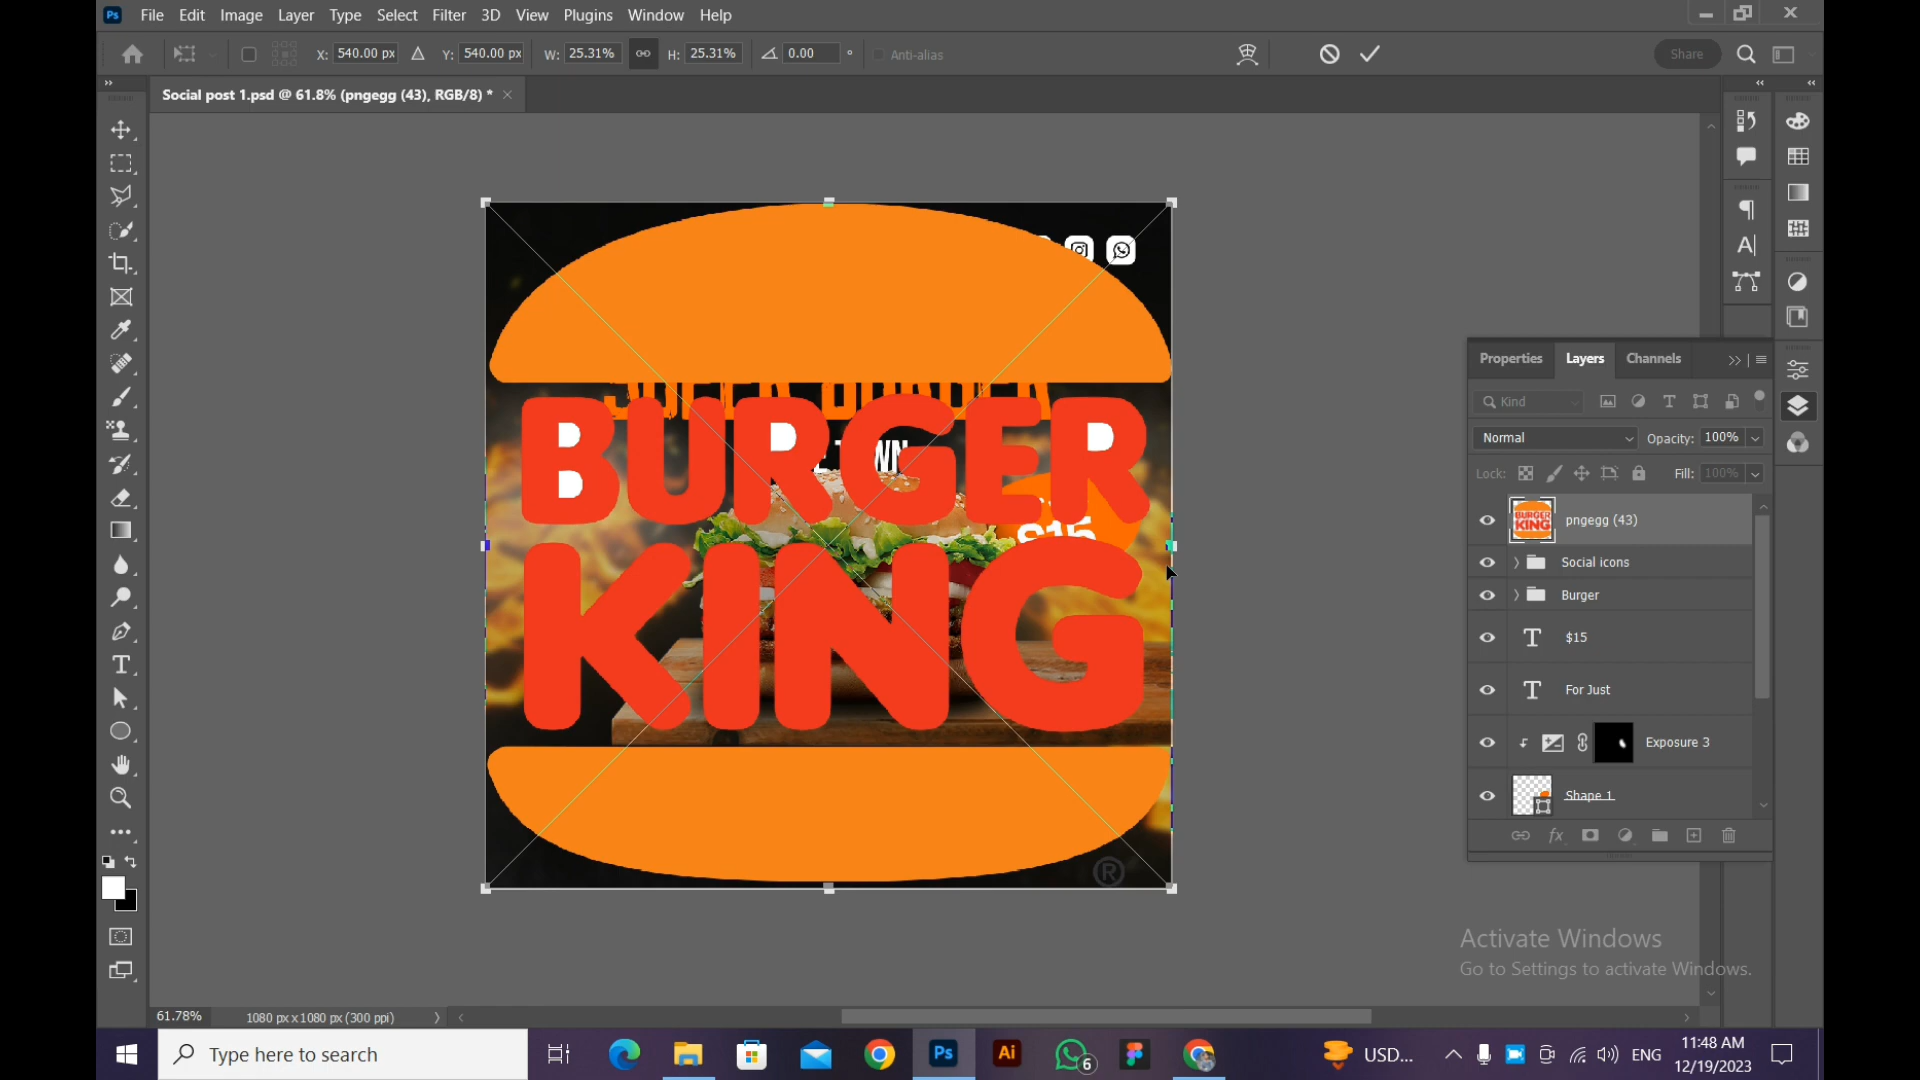 Ps File Edit Image Layer Type Select Filter 3D View Plugins Window Help
X: 540.00 px Y: 540.00 px W: 25.31% H: 25.31% 0.00 ° Anti-alias Share
Social post 1.psd @ 61.8% (pngegg (43), RGB/8) *
BURGER
KING
$15
®
Properties Layers Channels
Kind
Normal Opacity: 100%
Lock: Fill: 100%
pngegg (43)
Social icons
Burger
T $15
T For Just
Exposure 3
Shape 1
Activate Windows
Go to Settings to activate Windows.
61.78% 1080 px x 1080 px (300 ppi)
Type here to search
Ps Ai 6 USD... ENG
11:48 AM
12/19/2023